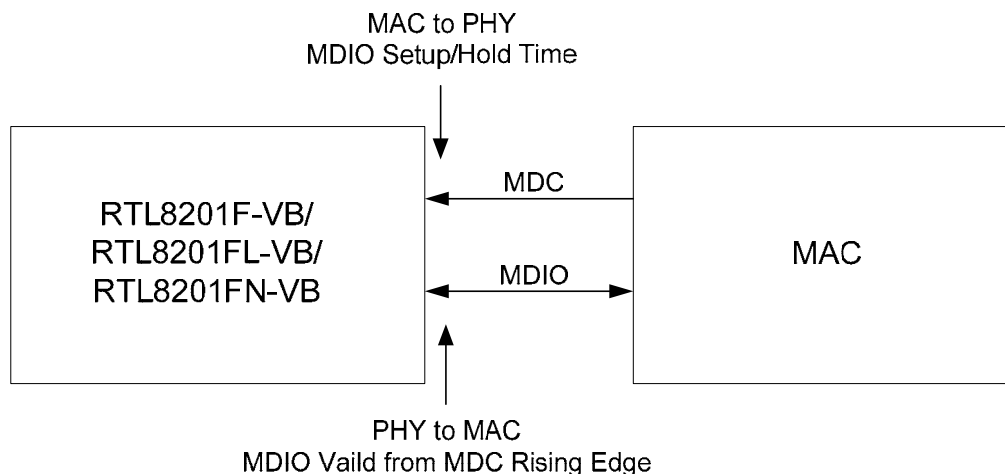 MAC to PHY
MDIO Setup/Hold Time
MDC
RTL8201F-VB/
RTL8201FL-VB/
RTL8201FN-VB
MAC
MDIO
PHY to MAC
MDIO Vaild from MDC Rising Edge